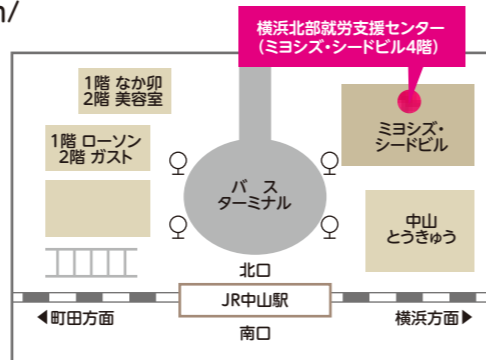 n/
横浜北部就労支援センター
(ミヨシズ・シードビル4階)
1階 なか卯
2階 美容室
1階 ローソン
2階 ガスト
ミヨシズ・
シードビル
バス
ターミナル
中山
とうきゅう
北口
JR中山駅
◀町田方面
横浜方面▶
南口